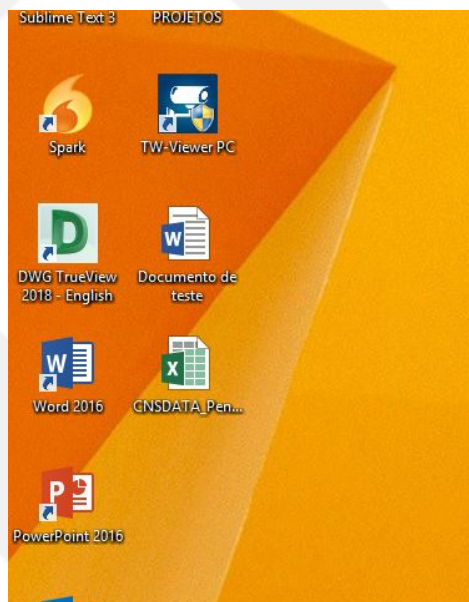 Sublime Text 3
PROJETOS
Spark
TW-Viewer PC
DWG TrueView
2018 - English
Documento de
teste
Word 2016
CNSDATA_Pen...
PowerPoint 2016